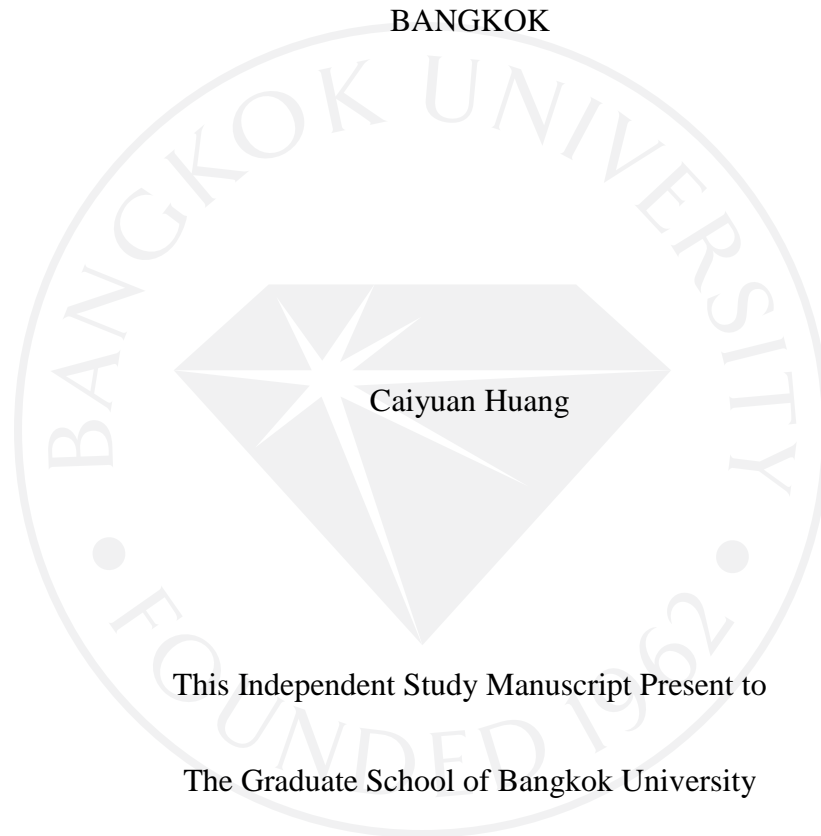 BANGKOK
BANGKOK UNIVERSITY
Caiyuan Huang
This Independent Study Manuscript Present to
The Graduate School of Bangkok University
FOUNDED 1962